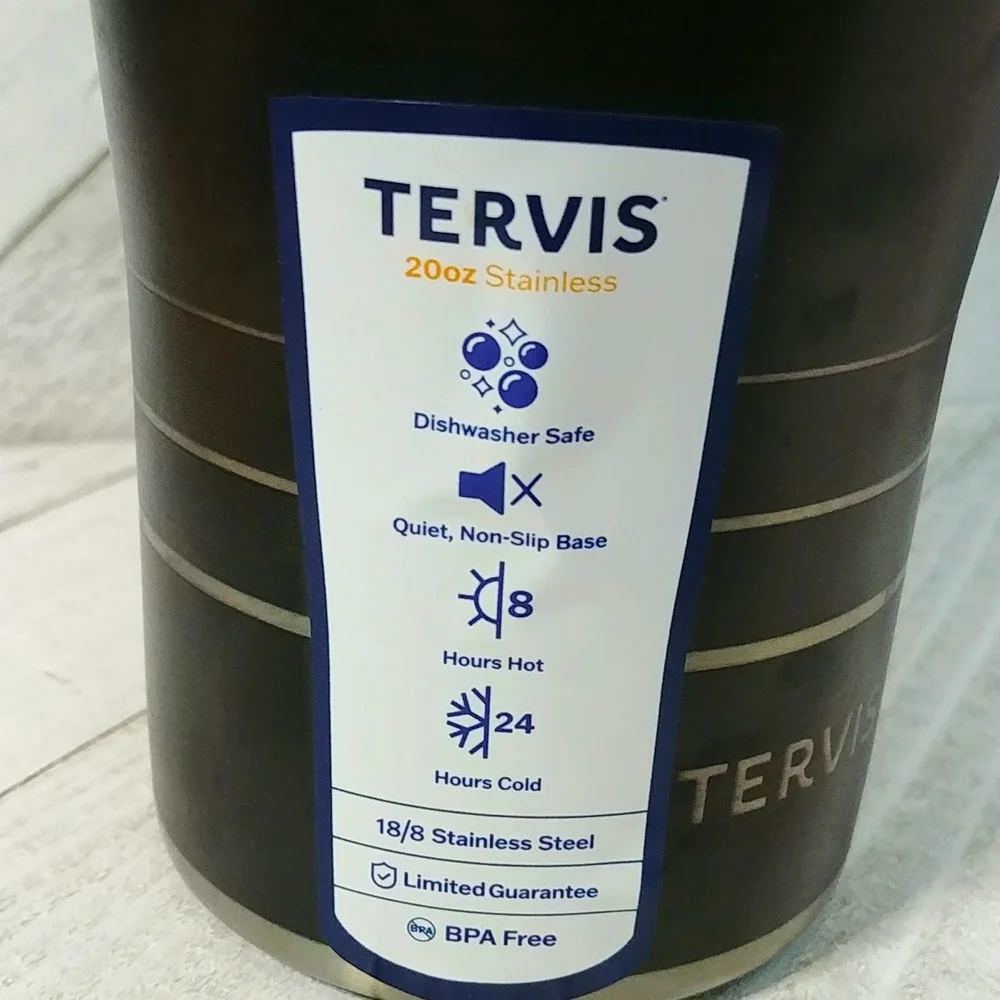 TERVIS
20oz Stainless
Dishwasher Safe
Quiet, Non-Slip Base
8
Hours Hot
24
Hours Cold
18/8 Stainless Steel
Limited Guarantee
BPA BPA Free
TERVIS